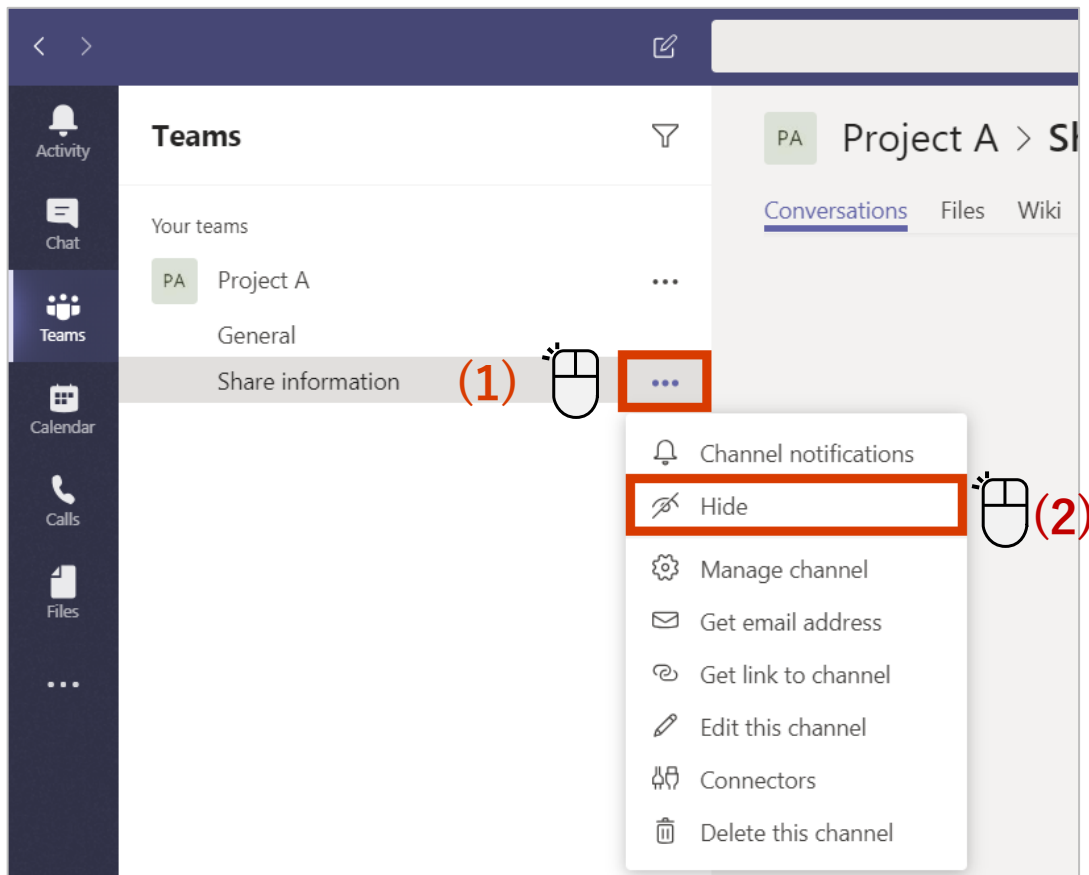 Activity
Chat
Teams
Calendar
Calls
Files
Teams
Your teams
PA Project A
General
Share information (1)
PA Project A > Sh
Conversations Files Wiki
Channel notifications
Hide (2)
Manage channel
Get email address
Get link to channel
Edit this channel
Connectors
Delete this channel